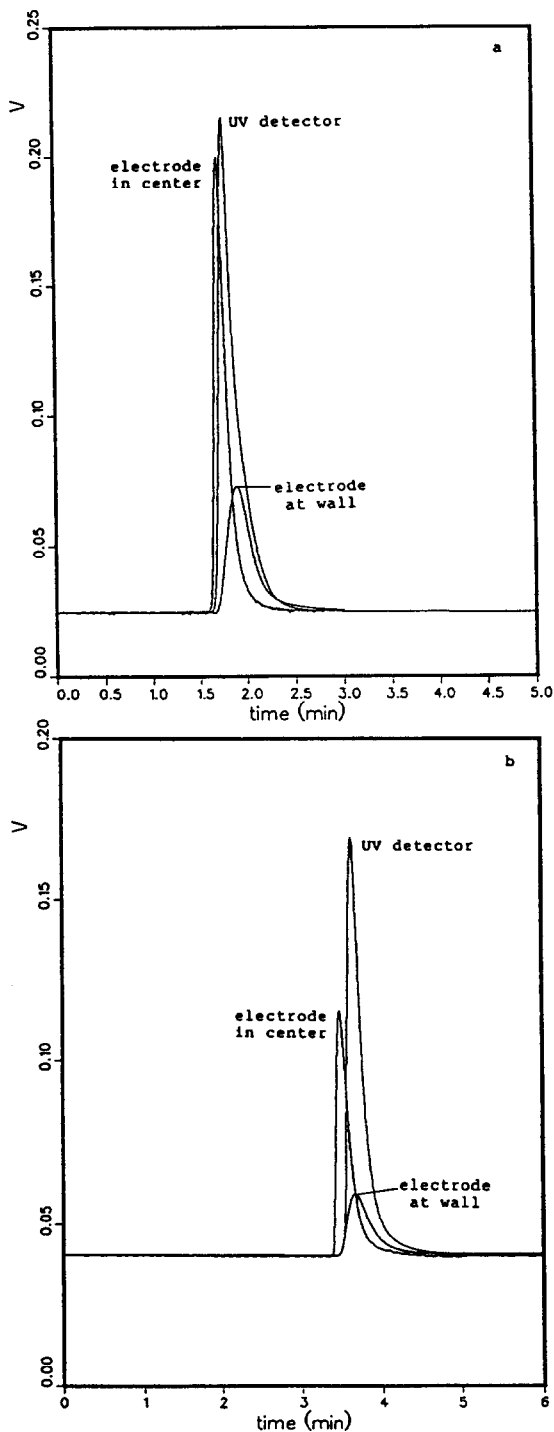 a
V
0.25
0.20
0.15
0.10
0.05
0.00
UV detector
electrode
in center
electrode
at wall
0.0 0.5 1.0 1.5 2.0 2.5 3.0 3.5 4.0 4.5 5.0
time (min)
b
V
0.20
0.15
0.10
0.05
0.00
UV detector
electrode
in center
electrode
at wall
0 1 2 3 4 5 6
time (min)